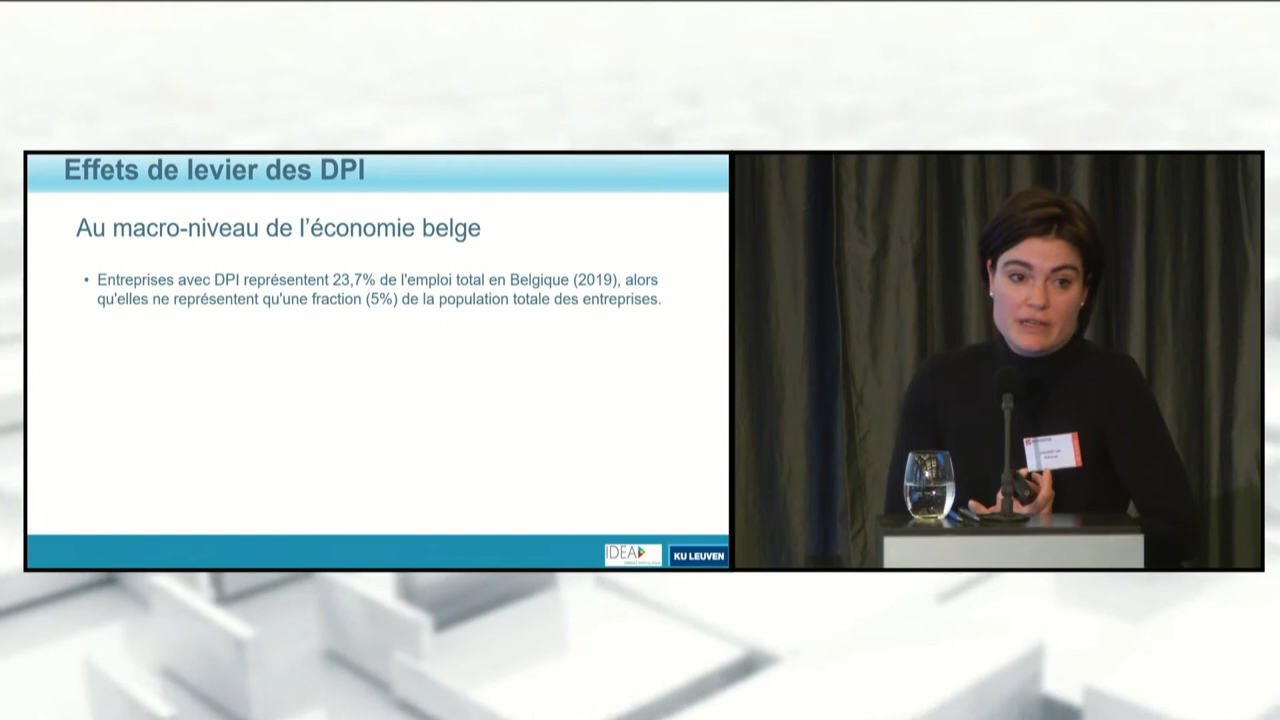 Effets de levier des DPI
Au macro-niveau de l'économie belge
• Entreprises avec DPI représentent 23,7% de l'emploi total en Belgique (2019), alors
qu'elles ne représentent qu'une fraction (5%) de la population totale des entreprises.
IDEA
KU LEUVEN